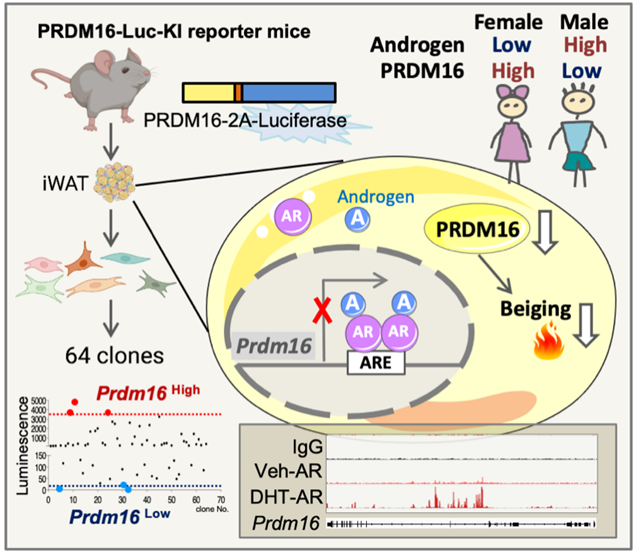 PRDM16-Luc-KI reporter mice
PRDM16-2A-Luciferase
iWAT
64 clones
Prdm16 High
Luminescence
5000
4000
3000
2000
1000
150
100
50
0
0 10 20 30 40 50 60 70
clone No.
Prdm16 Low
Female Male
Androgen Low High
PRDM16 High Low
AR
Androgen
A
PRDM16
Beiging
X
A A
AR AR
ARE
Prdm16
IgG
Veh-AR
DHT-AR
Prdm16